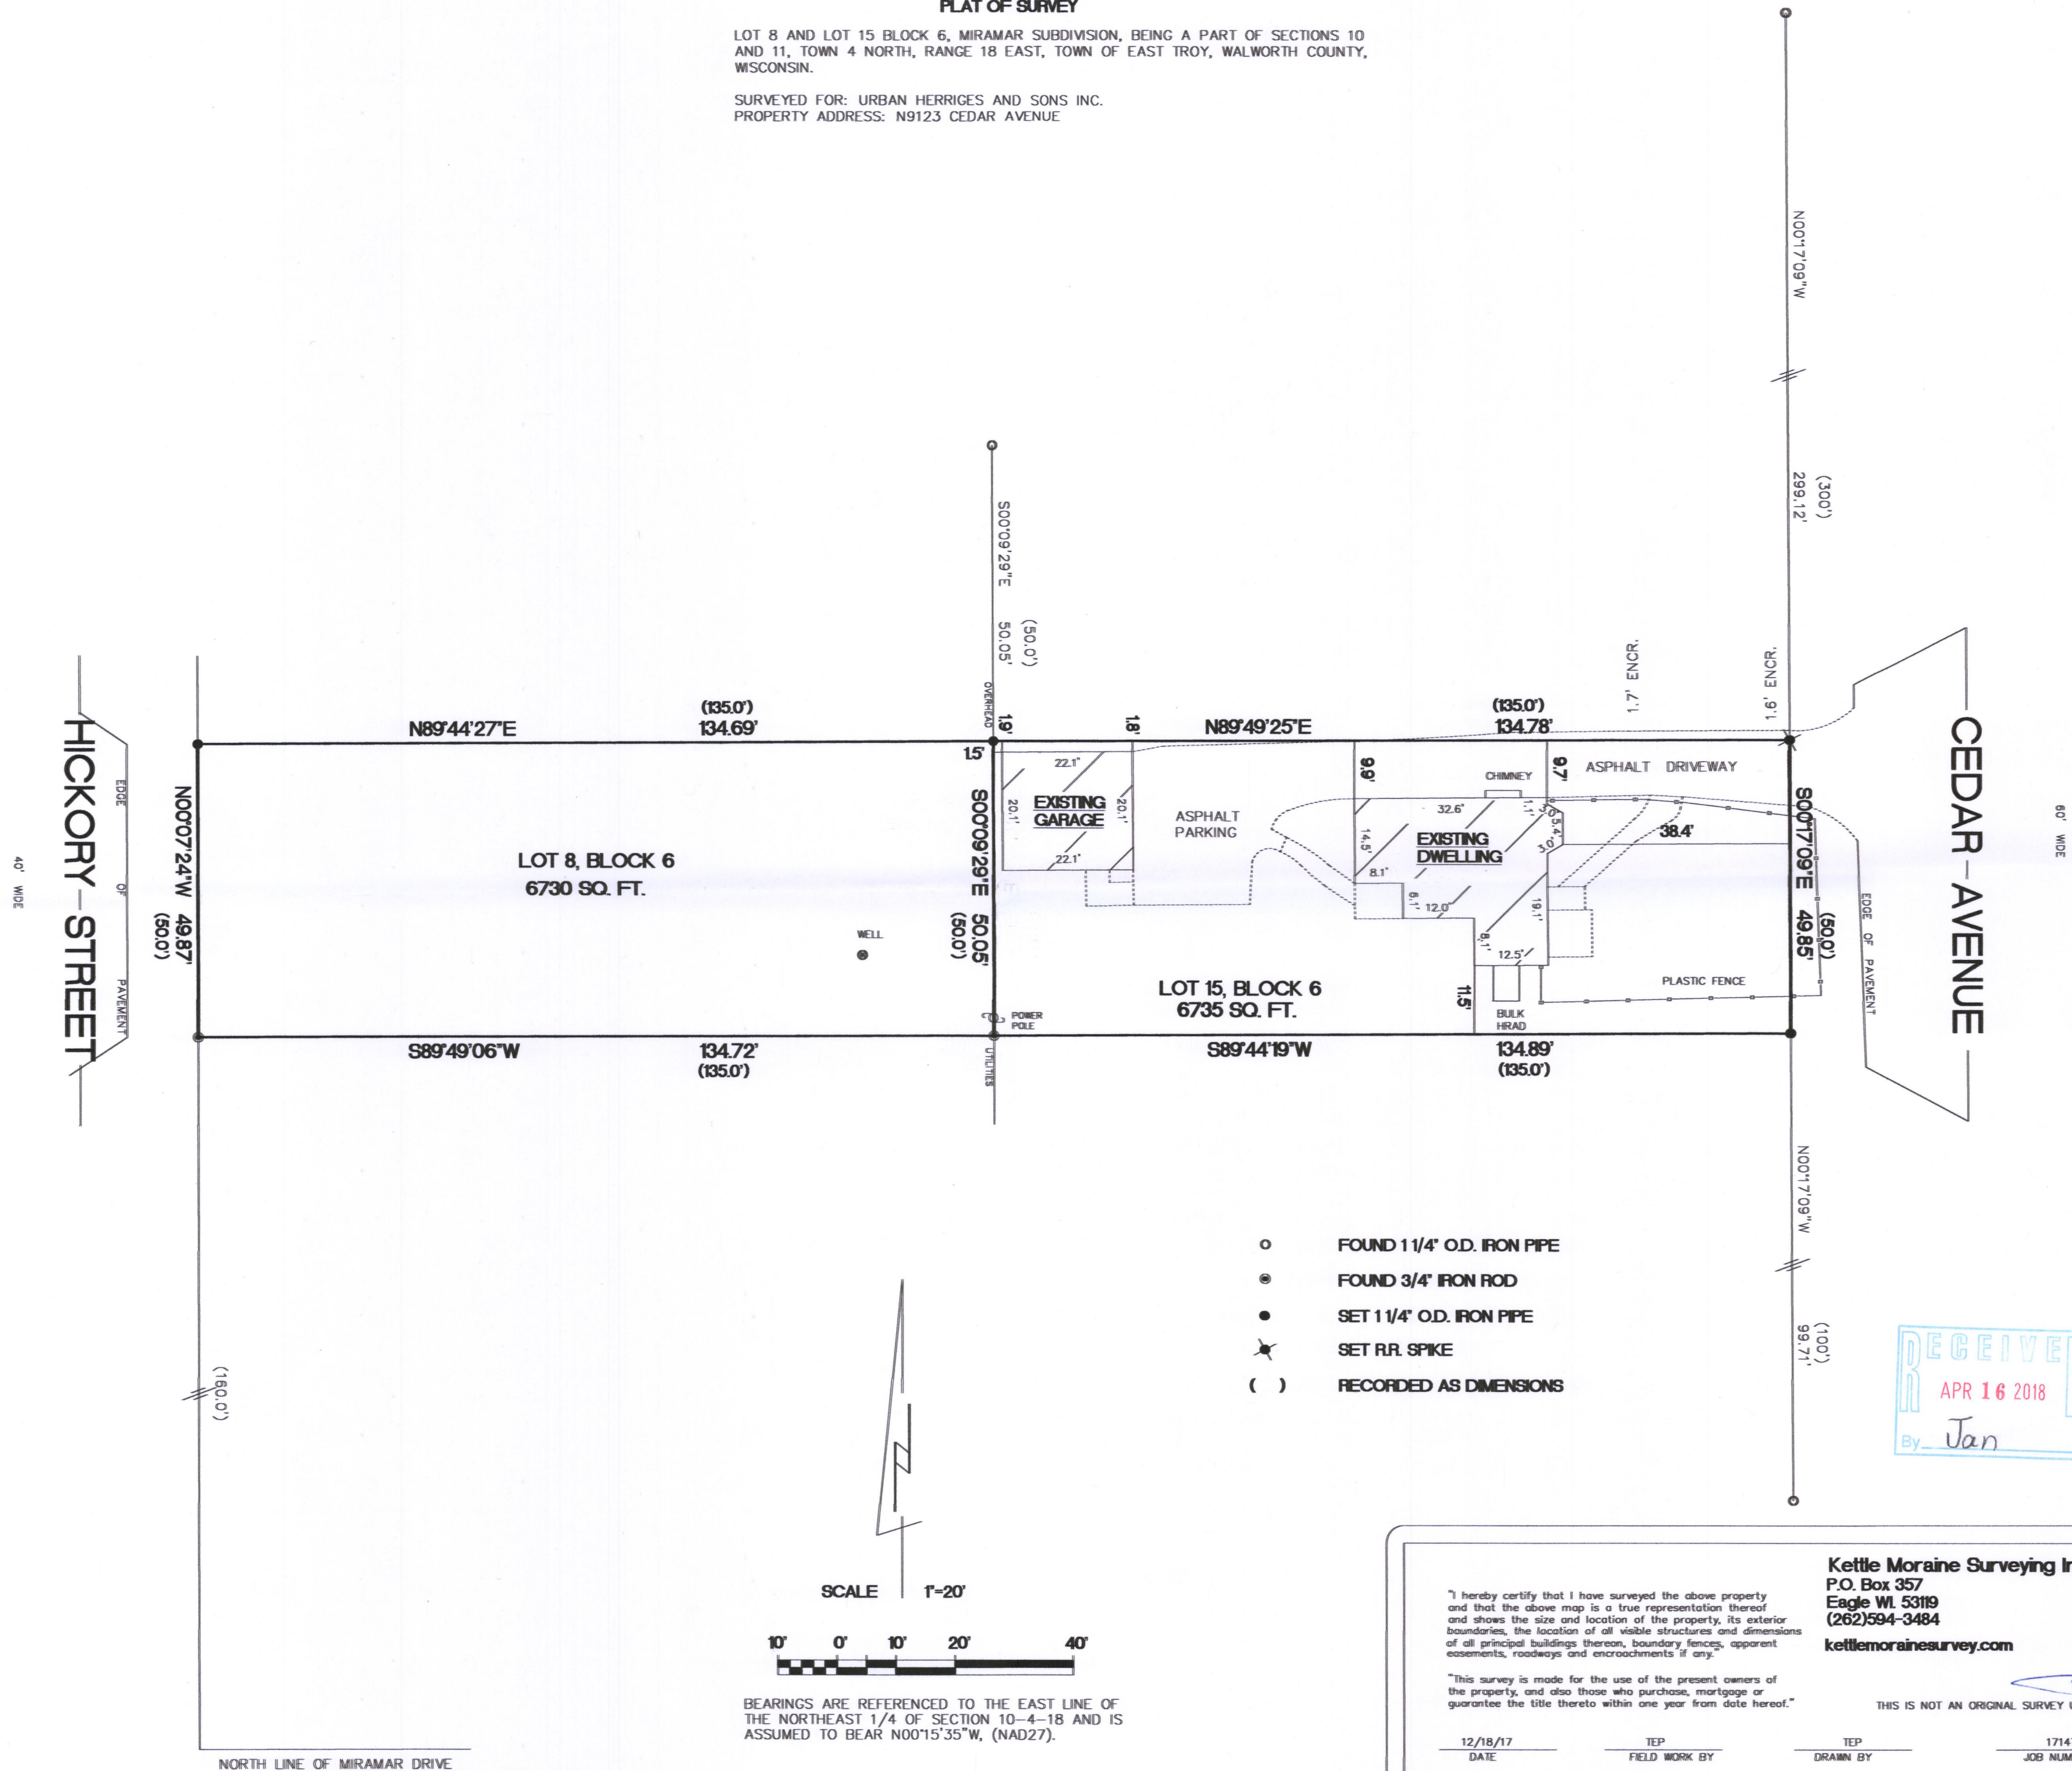 PLAT OF SURVEY
LOT 8 AND LOT 15 BLOCK 6, MIRAMAR SUBDIVISION, BEING A PART OF SECTIONS 10
AND 11, TOWN 4 NORTH, RANGE 18 EAST, TOWN OF EAST TROY, WALWORTH COUNTY,
WISCONSIN.
SURVEYED FOR: URBAN HERRIGES AND SONS INC.
PROPERTY ADDRESS: N9123 CEDAR AVENUE
N00°17'09"W
(300')
299.12'
S00°09'29"E
50.05'
(50.0')
1.7' ENCR.
1.6' ENCR.
OVERHEAD
HICKORY STREET
EDGE OF PAVEMENT
40' WIDE
N00°07'24"W 49.87'
(50.0')
N89°44'27"E
(135.0')
134.69'
LOT 8, BLOCK 6
6730 SQ. FT.
WELL
S89°49'06"W
134.72'
(135.0')
1.5'
S00°09'29"E 50.05'
(50.0')
1.9'
1.8'
22.1'
20.1'
EXISTING
GARAGE
20.1'
22.1'
ASPHALT
PARKING
N89°49'25"E
(135.0')
134.78'
9.9'
9.7'
CHIMNEY
ASPHALT DRIVEWAY
32.6'
1.1'
3.0'
5.4'
3.0'
14.5'
EXISTING
DWELLING
38.4'
8.1'
6.1'
12.0'
19.1'
8.1'
12.5'
11.5'
PLASTIC FENCE
BULK
HRAD
LOT 15, BLOCK 6
6735 SQ. FT.
POWER
POLE
UTILITIES
S89°44'19"W
134.89'
(135.0')
S00°17'09"E 49.85'
(50.0')
EDGE OF PAVEMENT
CEDAR AVENUE
60' WIDE
N00°17'09"W
(100')
99.71'
(160.0')
FOUND 1 1/4" O.D. IRON PIPE
FOUND 3/4" IRON ROD
SET 1 1/4" O.D. IRON PIPE
SET R.R. SPIKE
( ) RECORDED AS DIMENSIONS
RECEIVE
APR 16 2018
By Jan
N
SCALE 1"=20'
10' 0' 10' 20' 40'
BEARINGS ARE REFERENCED TO THE EAST LINE OF
THE NORTHEAST 1/4 OF SECTION 10-4-18 AND IS
ASSUMED TO BEAR N00°15'35"W, (NAD27).
NORTH LINE OF MIRAMAR DRIVE
Kettle Moraine Surveying
P.O. Box 357
Eagle WI. 53119
(262)594-3484
kettlemorainesurvey.com
"I hereby certify that I have surveyed the above property
and that the above map is a true representation thereof
and shows the size and location of the property, its exterior
boundaries, the location of all visible structures and dimensions
of all principal buildings thereon, boundary fences, apparent
easements, roadways and encroachments if any."
"This survey is made for the use of the present owners of
the property, and also those who purchase, mortgage or
guarantee the title thereto within one year from date hereof."
THIS IS NOT AN ORIGINAL SURVEY
12/18/17 TEP TEP 1714
DATE FIELD WORK BY DRAWN BY JOB NUM